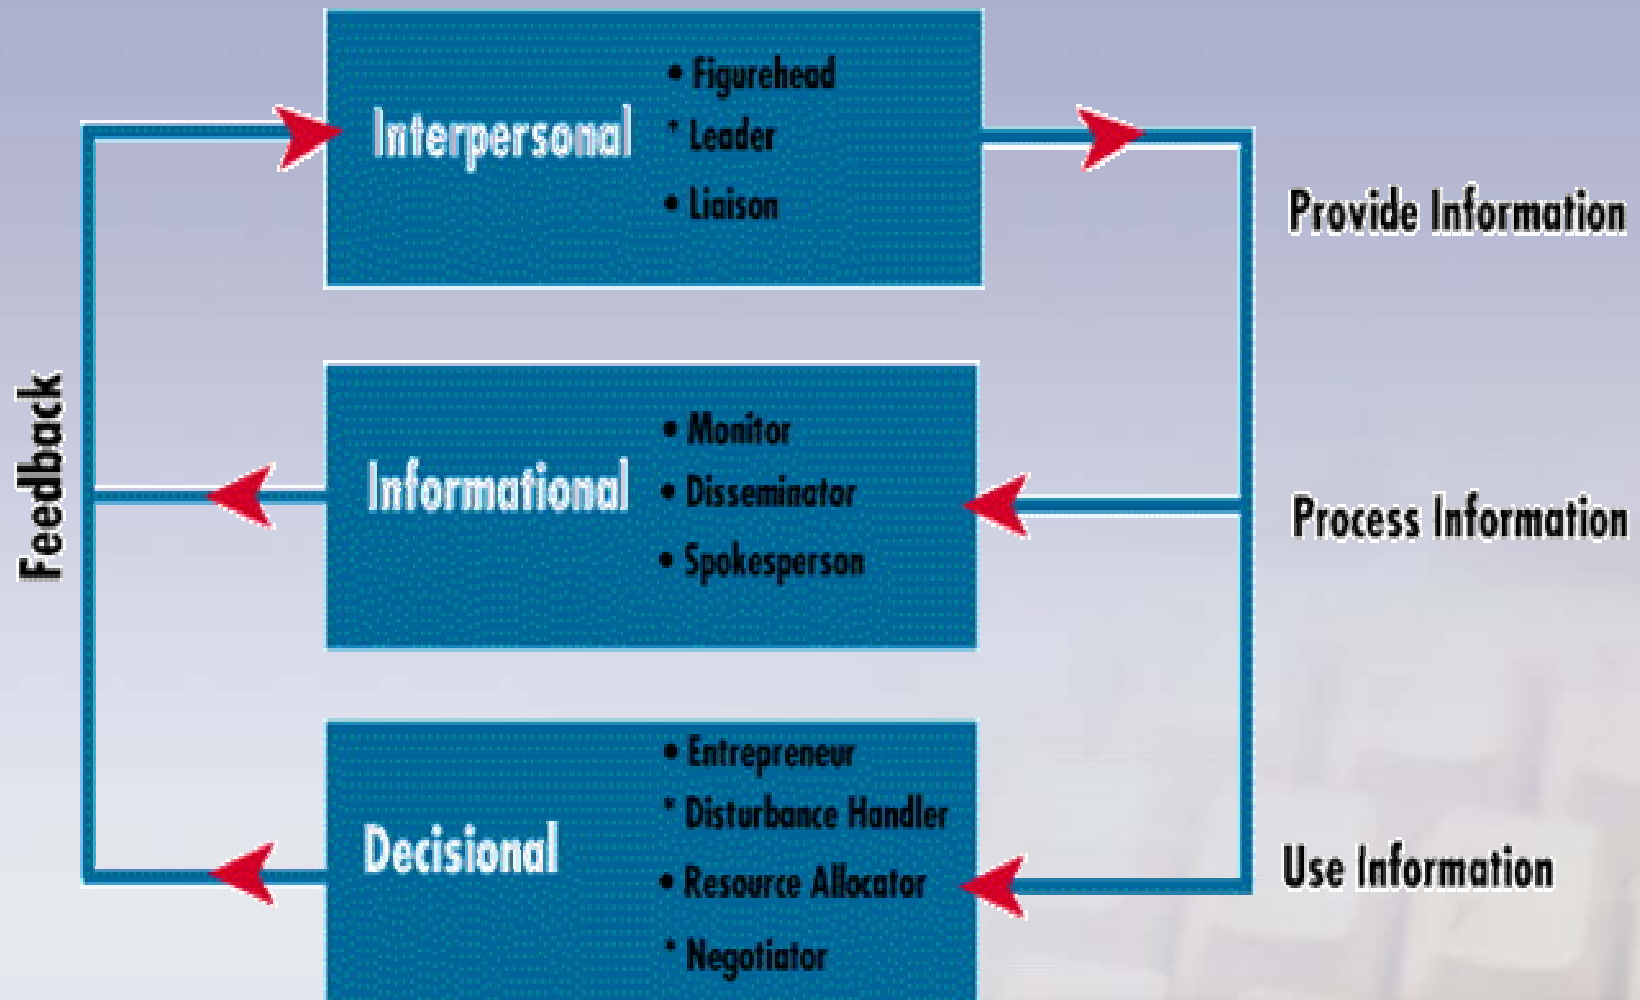 Interpersonal
• Figurehead
* Leader
• Liaison
Provide Information
Feedback
Informational
• Monitor
• Disseminator
• Spokesperson
Process Information
Decisional
• Entrepreneur
* Disturbance Handler
• Resource Allocator
* Negotiator
Use Information